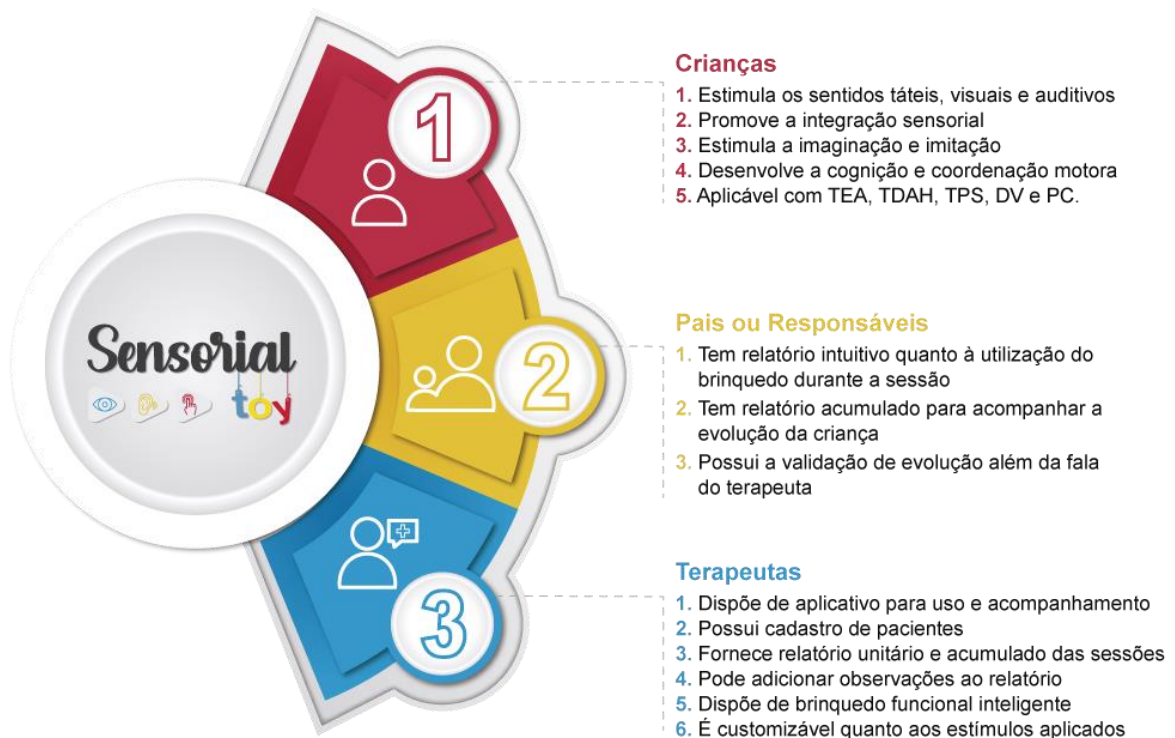 Sensorial
toy
1
Crianças
1. Estimula os sentidos táteis, visuais e auditivos
2. Promove a integração sensorial
3. Estimula a imaginação e imitação
4. Desenvolve a cognição e coordenação motora
5. Aplicável com TEA, TDAH, TPS, DV e PC.
2
Pais ou Responsáveis
1. Tem relatório intuitivo quanto à utilização do
brinquedo durante a sessão
2. Tem relatório acumulado para acompanhar a
evolução da criança
3. Possui a validação de evolução além da fala
do terapeuta
3
Terapeutas
1. Dispõe de aplicativo para uso e acompanhamento
2. Possui cadastro de pacientes
3. Fornece relatório unitário e acumulado das sessões
4. Pode adicionar observações ao relatório
5. Dispõe de brinquedo funcional inteligente
6. É customizável quanto aos estímulos aplicados